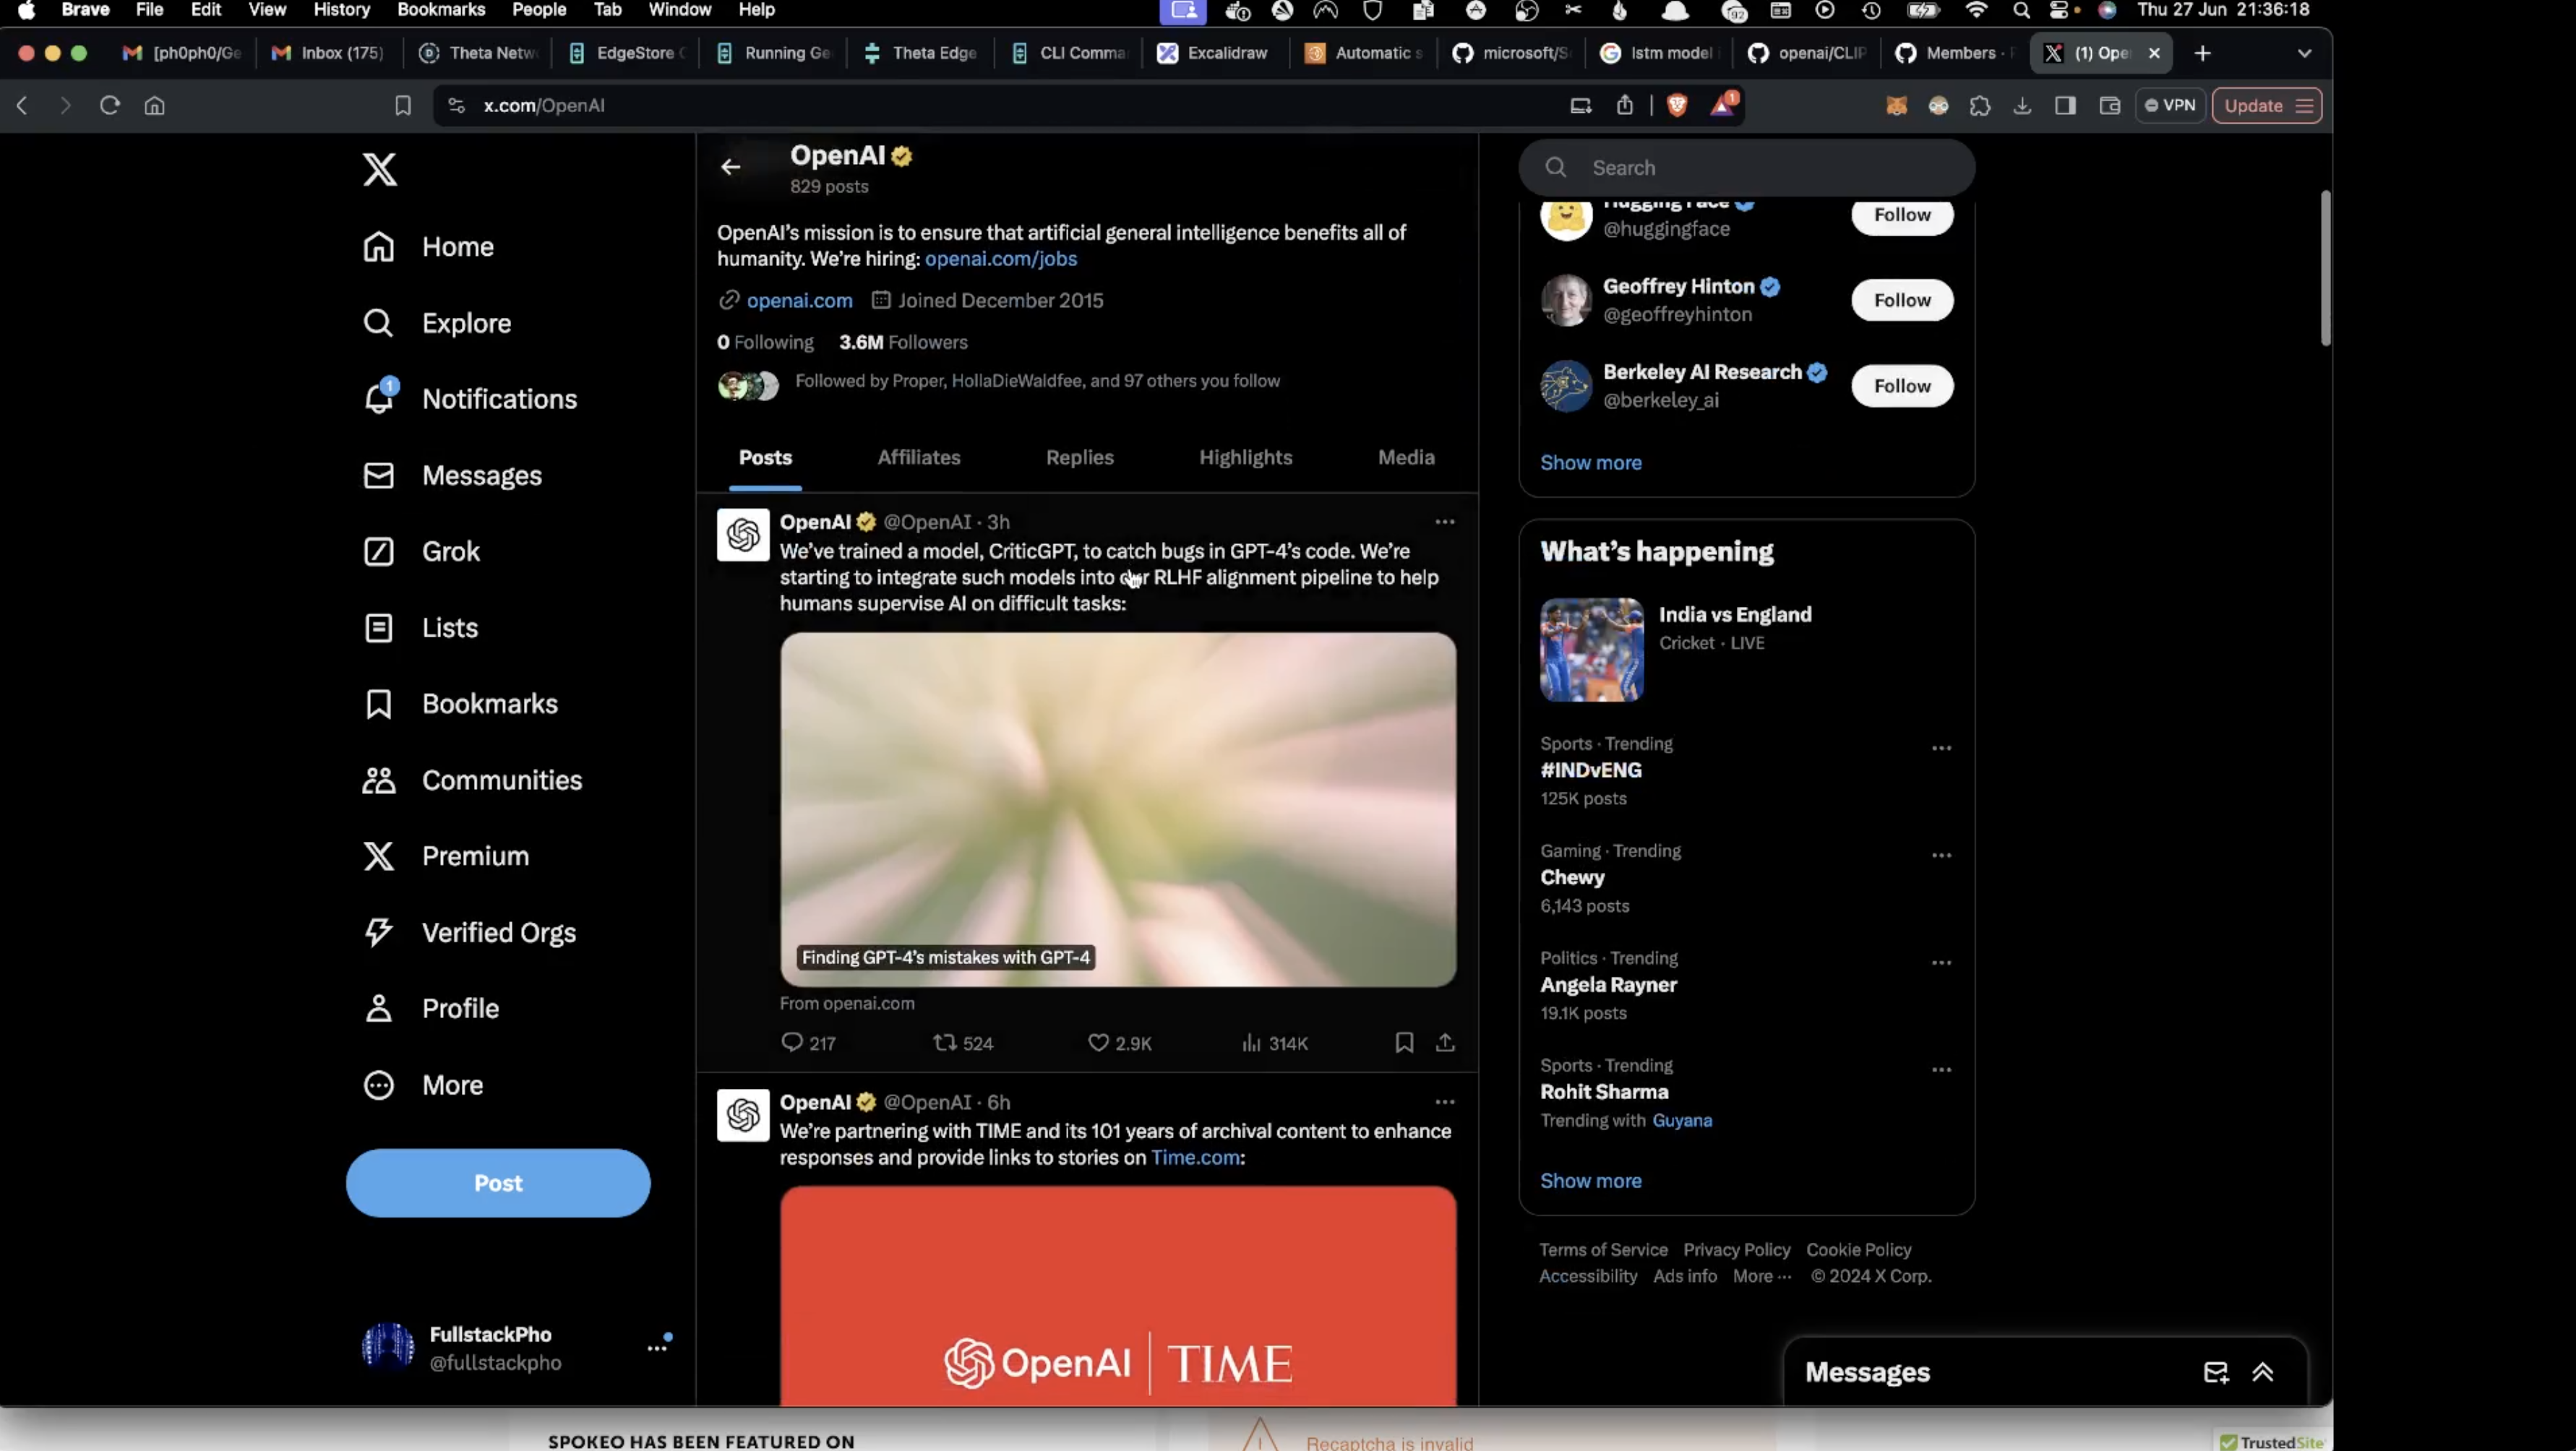 Brave File Edit View History Bookmarks People Tab Window Help
92
Thu 27 Jun 21:36:18
[ph0ph0/Ge
Inbox (175)
Theta Netw
EdgeStore C
Running Ge
Theta Edge
CLI Comma
Excalidraw
Automatic s
microsoft/S
lstm model
openai/CLIP
Members ·
(1) Ope
x.com/OpenAI
1
VPN
Update
Home
Explore
1
Notifications
Messages
Grok
Lists
Bookmarks
Communities
Premium
Verified Orgs
Profile
More
Post
FullstackPho
@fullstackpho
OpenAI
829 posts
OpenAI's mission is to ensure that artificial general intelligence benefits all of
humanity. We're hiring: openai.com/jobs
openai.com Joined December 2015
0 Following 3.6M Followers
Followed by Proper, HollaDieWaldfee, and 97 others you follow
Posts Affiliates Replies Highlights Media
OpenAI @OpenAI · 3h
We've trained a model, CriticGPT, to catch bugs in GPT-4's code. We're
starting to integrate such models into our RLHF alignment pipeline to help
humans supervise AI on difficult tasks:
Finding GPT-4's mistakes with GPT-4
From openai.com
217 524 2.9K 314K
OpenAI @OpenAI · 6h
We're partnering with TIME and its 101 years of archival content to enhance
responses and provide links to stories on Time.com:
OpenAI | TIME
Search
Hugging Face
@huggingface
Follow
Geoffrey Hinton
@geoffreyhinton
Follow
Berkeley AI Research
@berkeley_ai
Follow
Show more
What's happening
India vs England
Cricket · LIVE
Sports · Trending
#INDvENG
125K posts
Gaming · Trending
Chewy
6,143 posts
Politics · Trending
Angela Rayner
19.1K posts
Sports · Trending
Rohit Sharma
Trending with Guyana
Show more
Terms of Service Privacy Policy Cookie Policy
Accessibility Ads info More ··· © 2024 X Corp.
Messages
SPOKEO HAS BEEN FEATURED ON
Recaptcha is invalid
TrustedSite